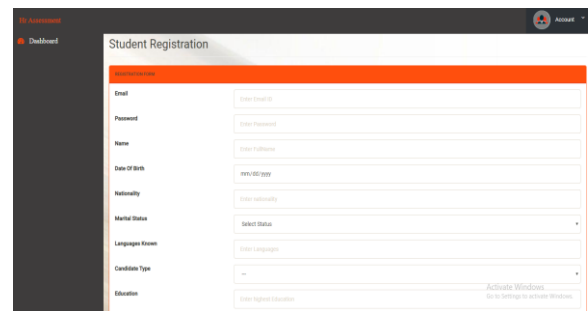 Account
Dashboard
Student Registration
REGISTRATION FORM
Email
Enter Email Id
Password
Enter Password
Name
Enter FullName
Date Of Birth
mm/dd/yyyy
Nationality
Enter nationality
Marital Status
Select Status
Languages Known
Enter Languages
Candidate Type
---
Education
Enter Highest Education
Activate Windows
Go to Settings to activate Windows.